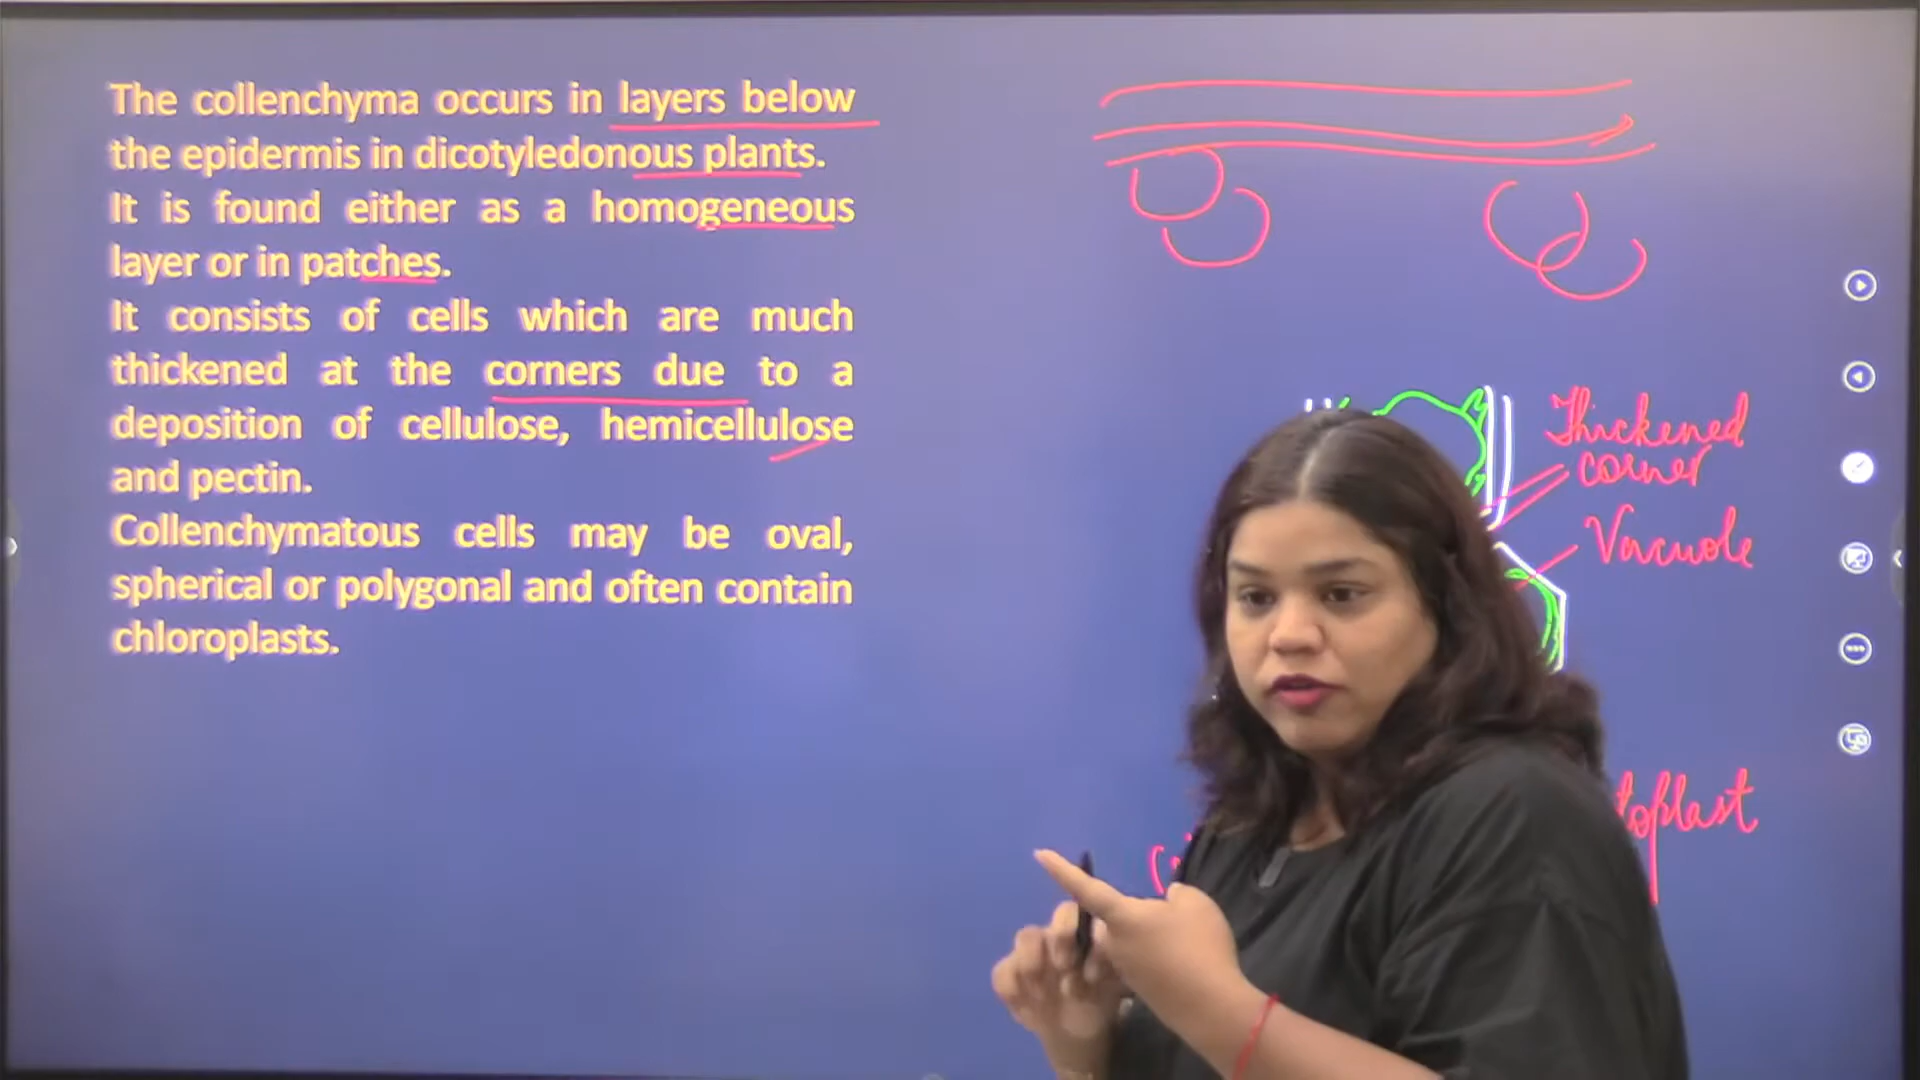 The collenchyma occurs in layers below
the epidermis in dicotyledonous plants.
It is found either as a homogeneous
layer or in patches.
It consists of cells which are much
thickened at the corners due to a
deposition of cellulose, hemicellulose
and pectin.
Collenchymatous cells may be oval,
spherical or polygonal and often contain
chloroplasts.
Thickened
corner
Vacuole